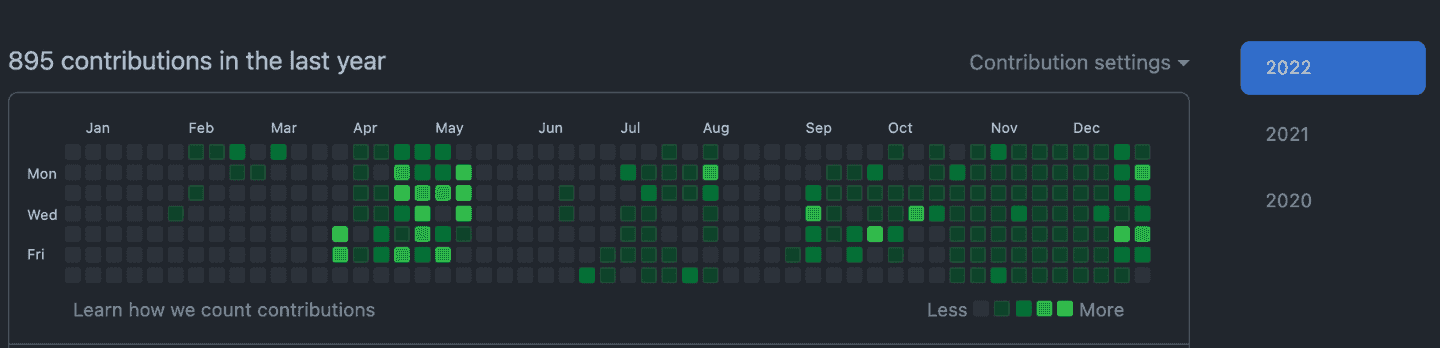 895 contributions in the last year
Contribution settings
2022
2021
2020
Jan Feb Mar Apr May Jun Jul Aug Sep Oct Nov Dec
Mon
Wed
Fri
Learn how we count contributions
Less More